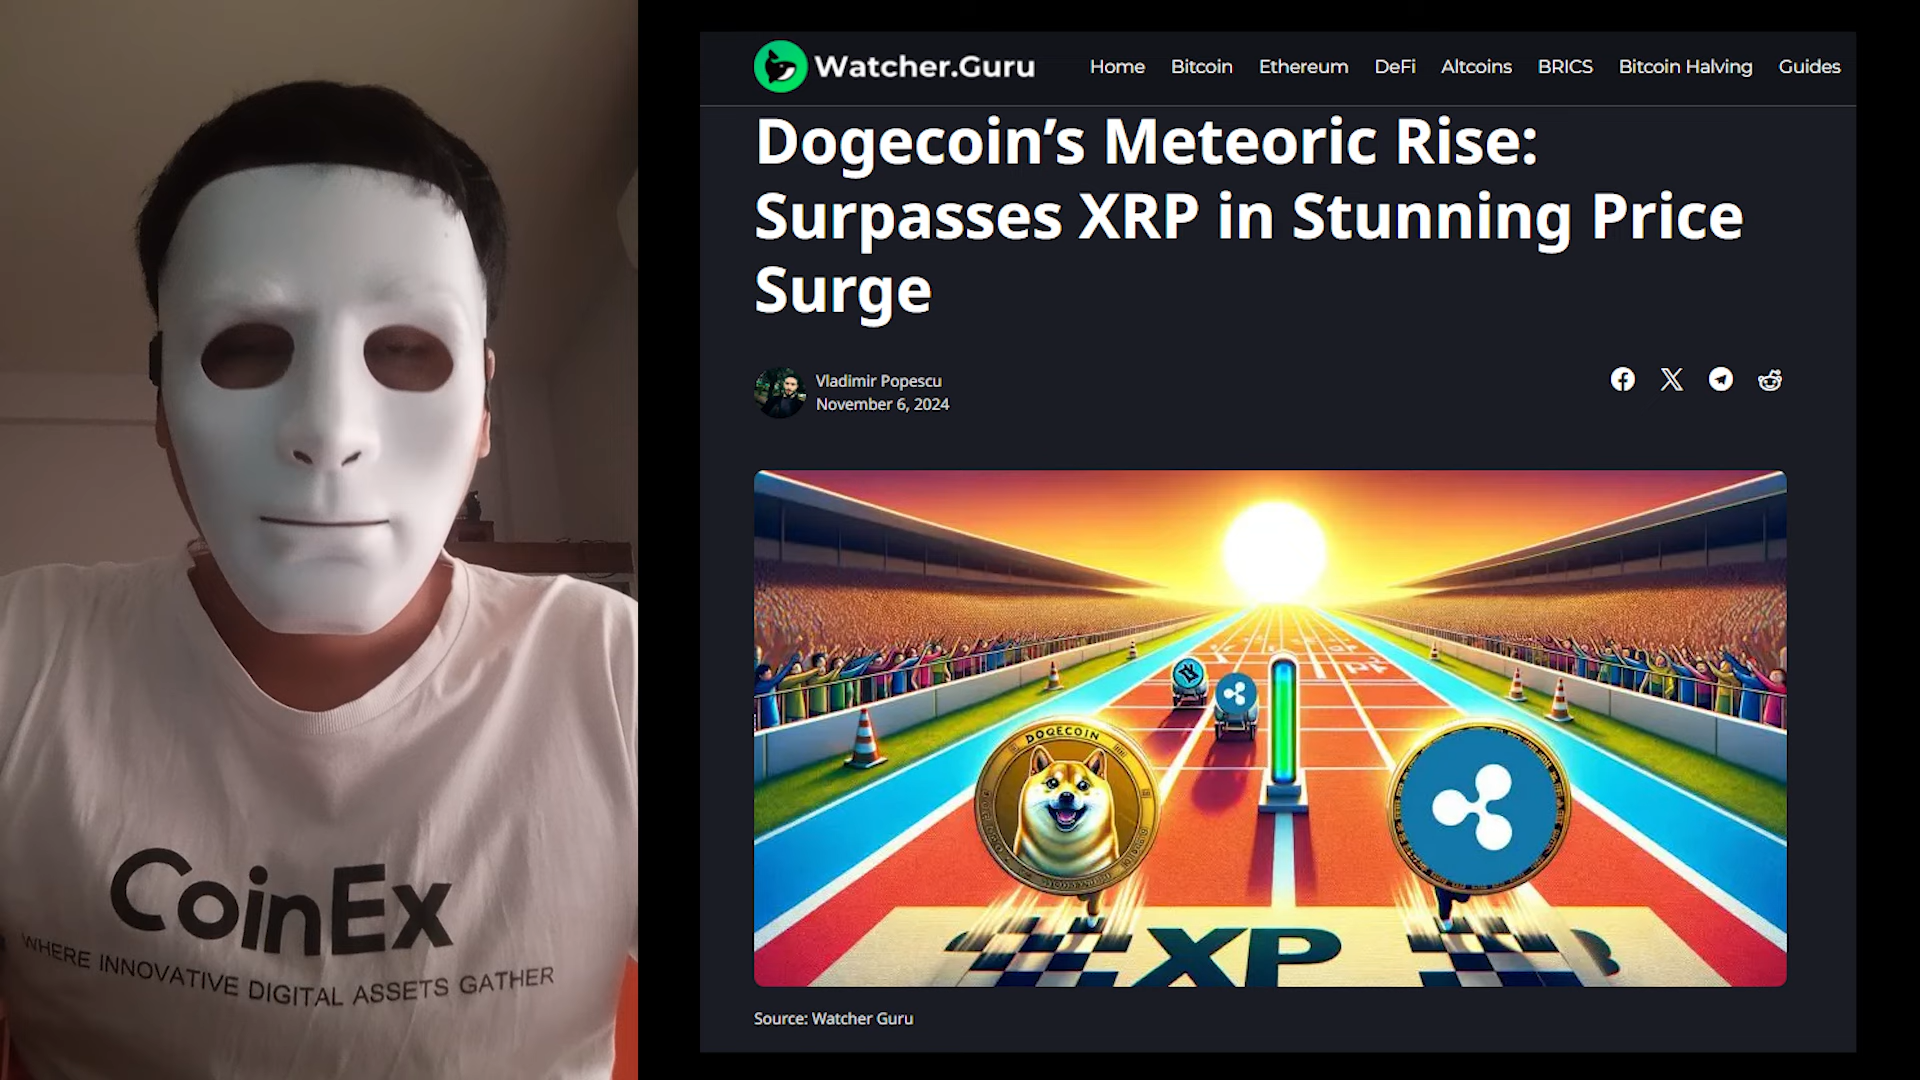 CoinEx
WHERE INNOVATIVE DIGITAL ASSETS GATHER
Watcher.Guru
Home Bitcoin Ethereum DeFi Altcoins BRICS Bitcoin Halving Guides
Dogecoin’s Meteoric Rise:
Surpasses XRP in Stunning Price
Surge
Vladimir Popescu
November 6, 2024
DOGECOIN
XP
Source: Watcher Guru